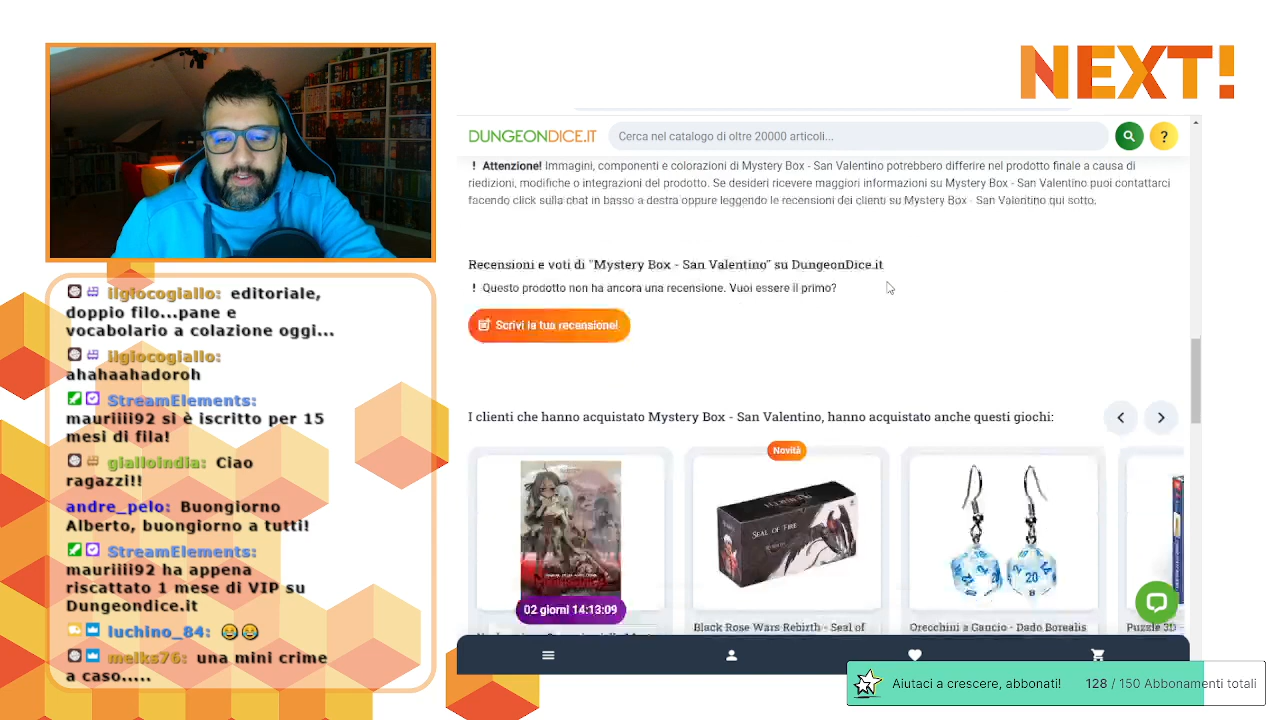 NEXT!
DUNGEONDICE.IT
Cerca nel catalogo di oltre 20000 articoli...
?
! Attenzione! Immagini, componenti e colorazioni di Mystery Box - San Valentino potrebbero differire nel prodotto finale a causa di
riedizioni, modifiche o integrazioni del prodotto. Se desideri ricevere maggiori informazioni su Mystery Box - San Valentino puoi contattarci
facendo click sulla chat in basso a destra oppure leggendo le recensioni dei clienti su Mystery Box - San Valentino qui sotto.
Recensioni e voti di "Mystery Box - San Valentino" su DungeonDice.it
! Questo prodotto non ha ancora una recensione. Vuoi essere il primo?
Scrivi la tua recensione!
I clienti che hanno acquistato Mystery Box - San Valentino, hanno acquistato anche questi giochi:
Novità
SEAL OF FIRE
02 giorni 14:13:09
Black Rose Wars Rebirth - Seal of
Orecchini a Gancio - Dado Borealis
Puzzle 3D -
ilgiocogiallo: editoriale,
doppio filo...pane e
vocabolario a colazione oggi...
ilgiocogiallo:
ahahaahadoroh
StreamElements:
mauriiii92 si è iscritto per 15
mesi di fila!
gialloindia: Ciao
ragazzi!!
andre_pelo: Buongiorno
Alberto, buongiorno a tutti!
StreamElements:
mauriiii92 ha appena
riscattato 1 mese di VIP su
Dungeondice.it
luchino_84: 😂😂
melks76: una mini crime
a caso.....
Aiutaci a crescere, abbonati! 128 / 150 Abbonamenti totali